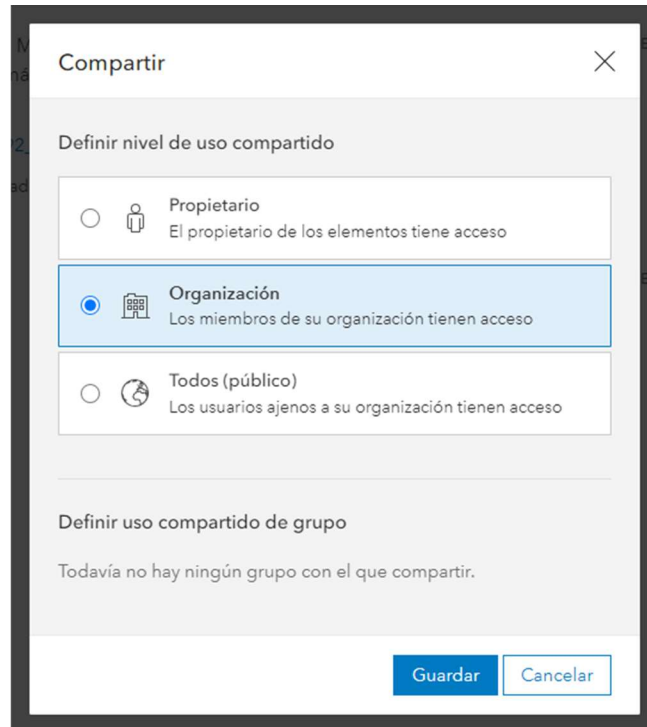 Compartir
Definir nivel de uso compartido
Propietario
El propietario de los elementos tiene acceso
Organización
Los miembros de su organización tienen acceso
Todos (público)
Los usuarios ajenos a su organización tienen acceso
Definir uso compartido de grupo
Todavía no hay ningún grupo con el que compartir.
Guardar
Cancelar